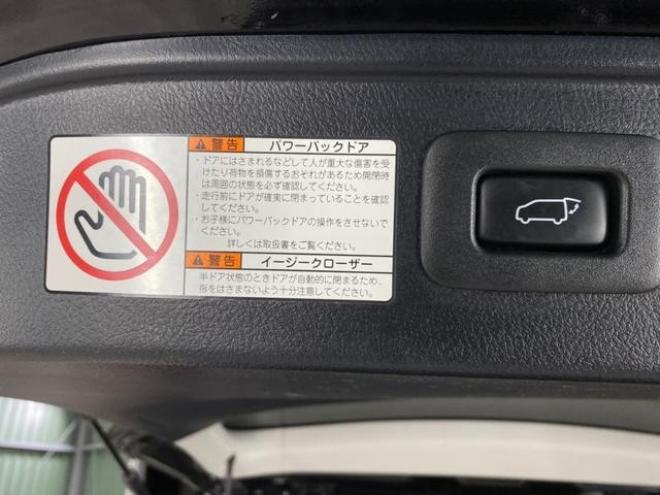 警告 パワーバックドア
・ドアにはさまれるなどして人が重大な傷害を受
けたり荷物を損傷するおそれがあるため開閉時
は周囲の状態を必ず確認してください。
・走行前にドアが確実に閉まっていることを確認
してください。
・お子様にパワーバックドアの操作をさせないで
ください。
詳しくは取扱書をご覧ください。
警告 イージークローザー
半ドア状態のときドアが自動的に閉まるため、
指をはさまないよう十分注意してください。